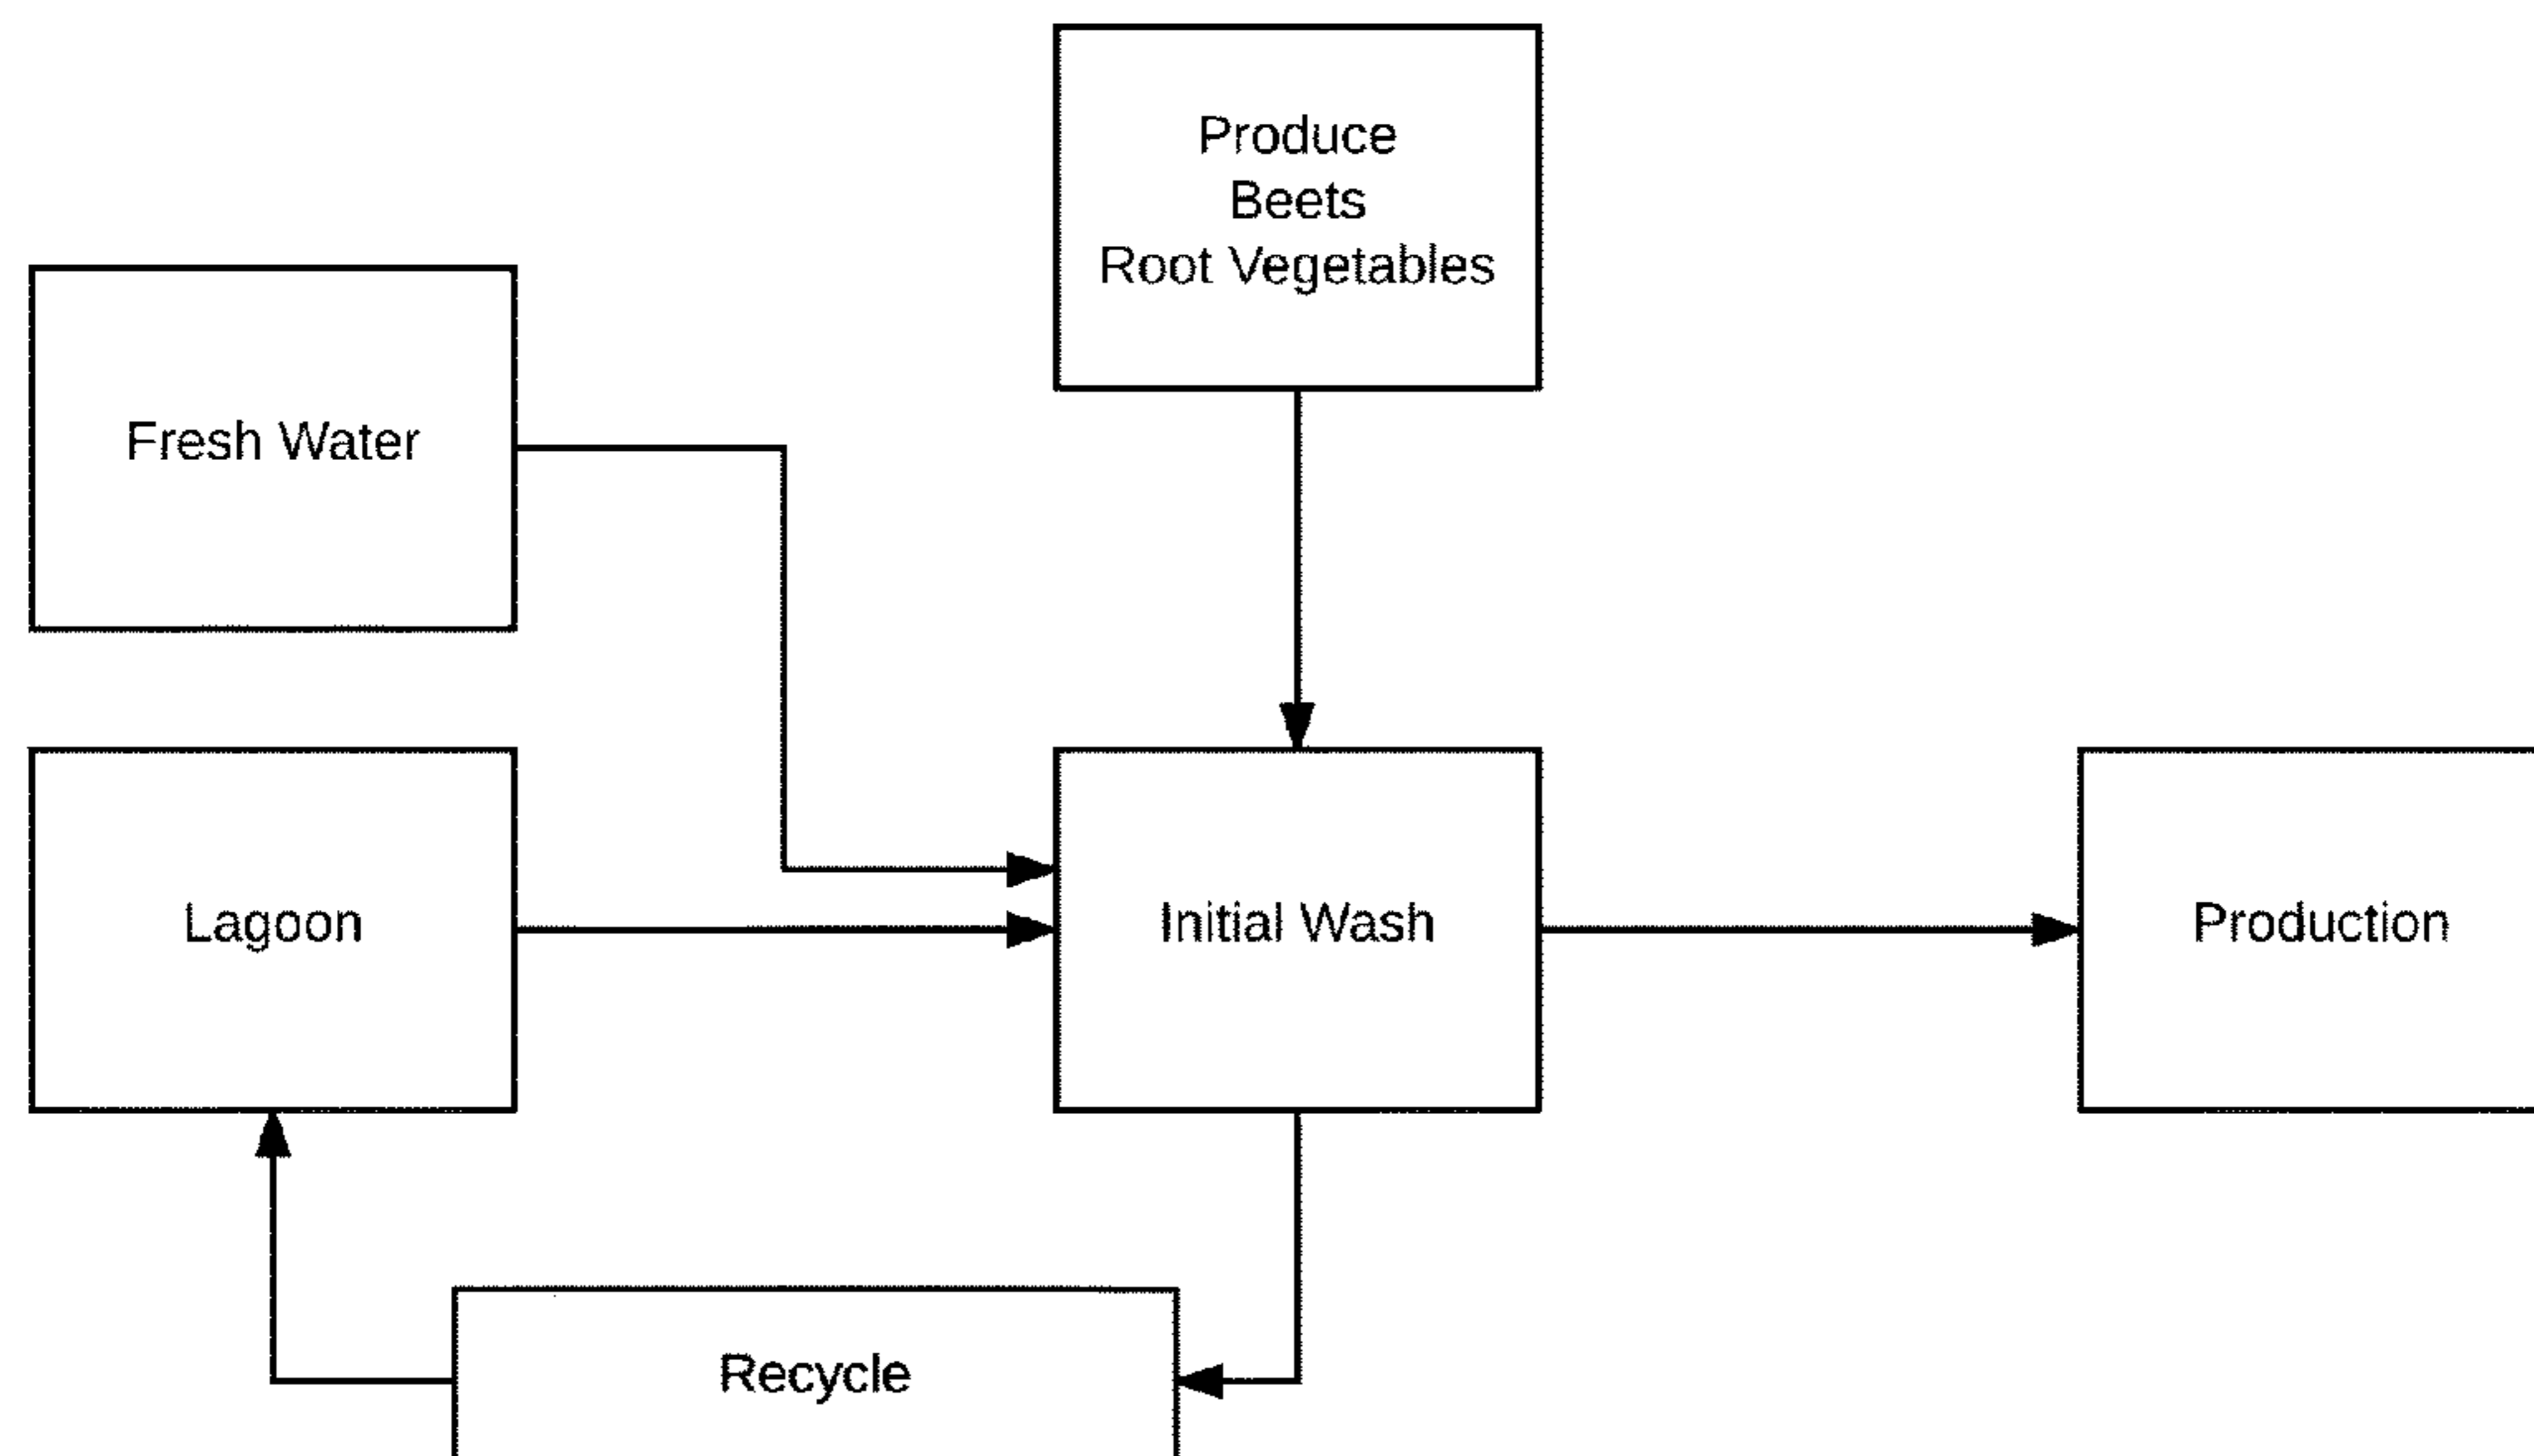 Produce
Beets
Root Vegetables
Fresh Water
Lagoon
Initial Wash
Production
Recycle